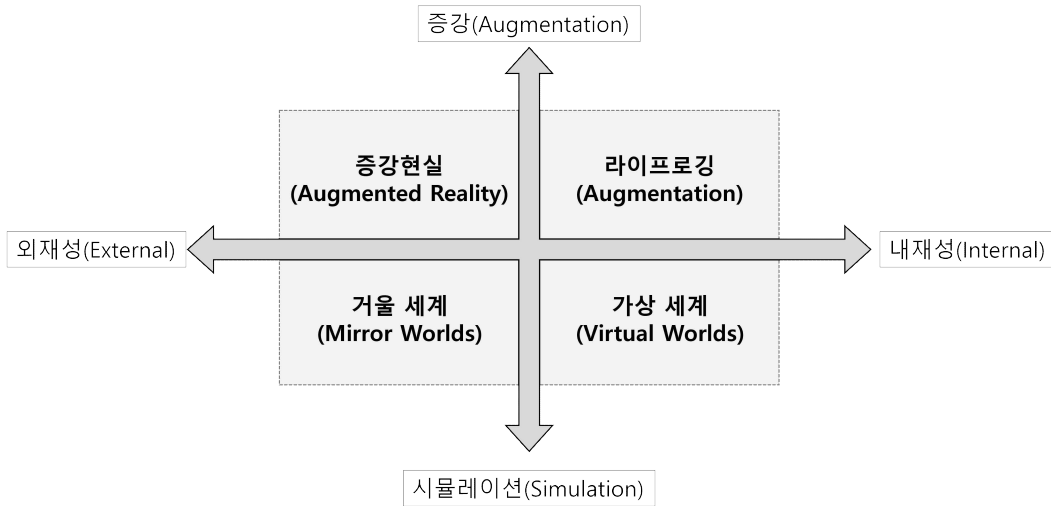 증강(Augmentation)
증강현실
(Augmented Reality)
라이프로깅
(Augmentation)
외재성(External)
내재성(Internal)
거울 세계
(Mirror Worlds)
가상 세계
(Virtual Worlds)
시뮬레이션(Simulation)